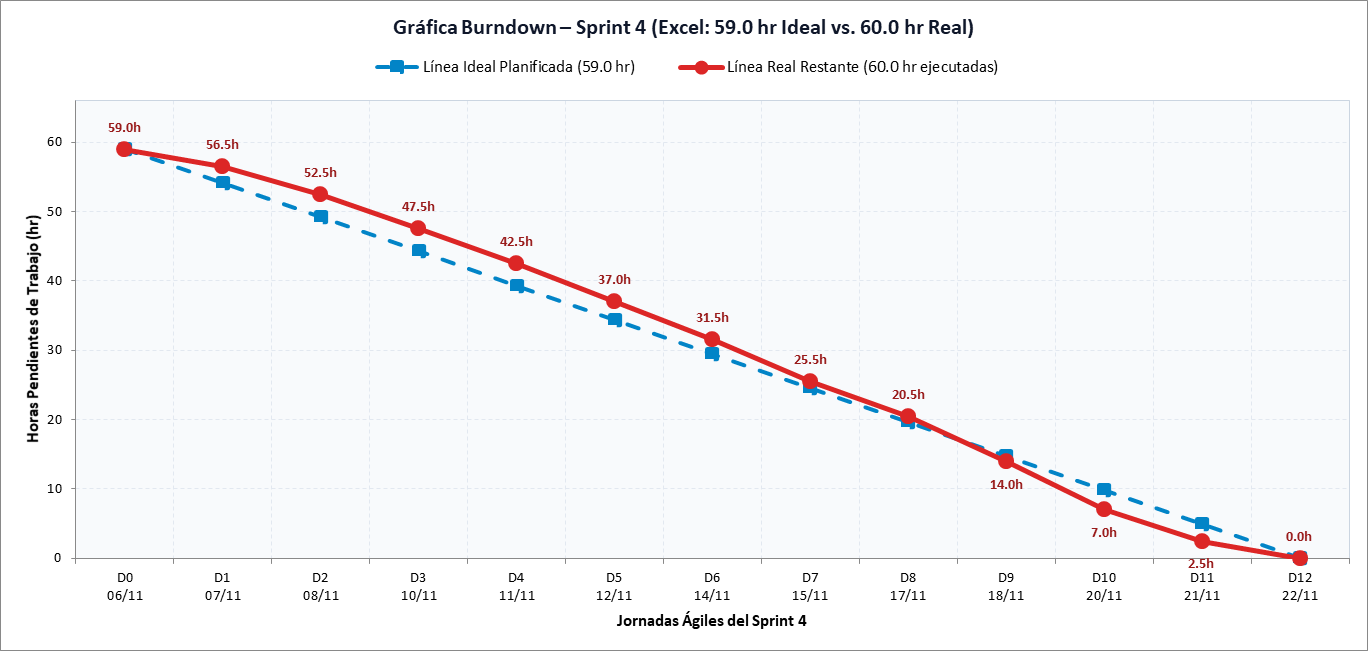 Gráfica Burndown – Sprint 4 (Excel: 59.0 hr Ideal vs. 60.0 hr Real)
Línea Ideal Planificada (59.0 hr)
Línea Real Restante (60.0 hr ejecutadas)
Horas Pendientes de Trabajo (hr)
60
50
40
30
20
10
0
59.0h
56.5h
52.5h
47.5h
42.5h
37.0h
31.5h
25.5h
20.5h
14.0h
7.0h
2.5h
0.0h
D0
06/11
D1
07/11
D2
08/11
D3
10/11
D4
11/11
D5
12/11
D6
14/11
D7
15/11
D8
17/11
D9
18/11
D10
20/11
D11
21/11
D12
22/11
Jornadas Ágiles del Sprint 4